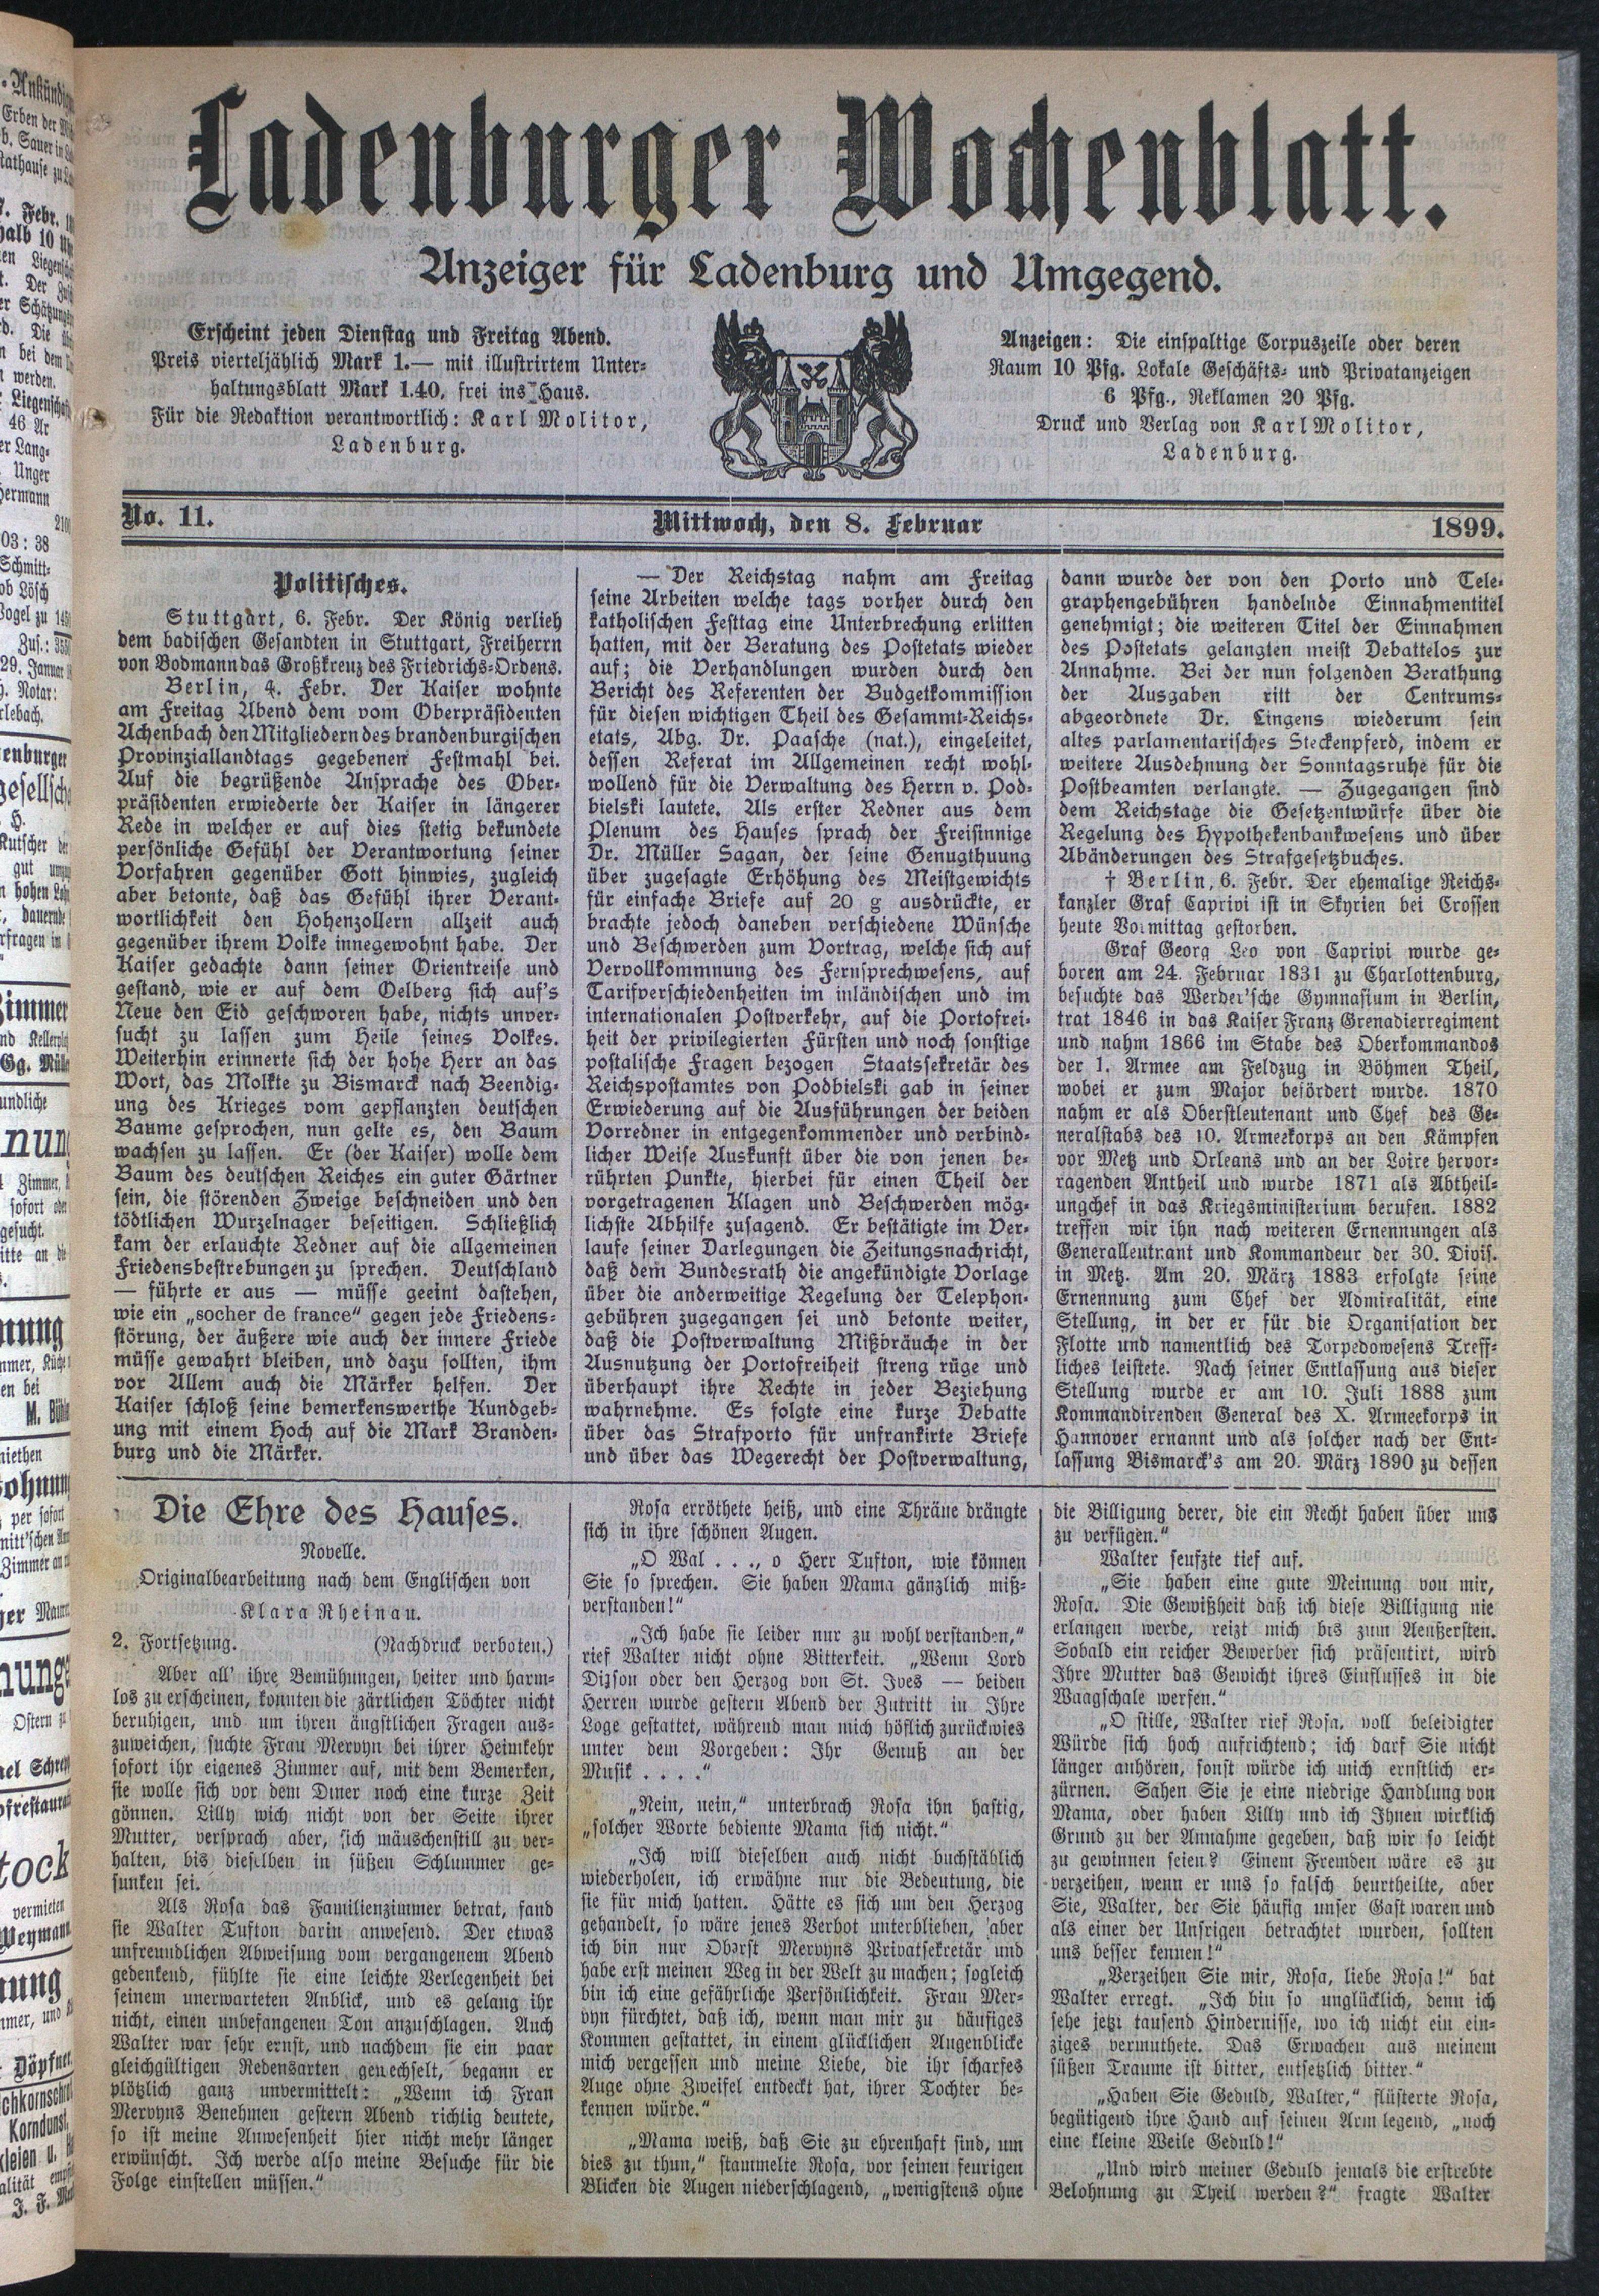 Ladenburger Wochenblatt.
Anzeiger für Ladenburg und Umgegend.
Erscheint jeden Dienstag und Freitag Abend.
Preis vierteljählich Mark 1.— mit illustrirtem Unter-
haltungsblatt Mark 1.40, frei ins Haus.
Für die Redaktion verantwortlich: Karl Molitor,
Ladenburg.
Anzeigen: Die einspaltige Corpuszeile oder deren
Raum 10 Pfg. Lokale Geschäfts- und Privatanzeigen
6 Pfg., Reklamen 20 Pfg.
Druck und Verlag von Karl Molitor,
Ladenburg.
No. 11.
Mittwoch, den 8. Februar
1899.
Politisches.
Stuttgart, 6. Febr. Der König verlieh
dem badischen Gesandten in Stuttgart, Freiherrn
von Bodmann das Großkreuz des Friedrichs-Ordens.
Berlin, 4. Febr. Der Kaiser wohnte
am Freitag Abend dem vom Oberpräsidenten
Achenbach den Mitgliedern des brandenburgischen
Provinziallandtags gegebenen Festmahl bei.
Auf die begrüßende Ansprache des Ober-
präsidenten erwiederte der Kaiser in längerer
Rede in welcher er auf dies stetig bekundete
persönliche Gefühl der Verantwortung seiner
Vorfahren gegenüber Gott hinwies, zugleich
aber betonte, daß das Gefühl ihrer Verant-
wortlichkeit den Hohenzollern allzeit auch
gegenüber ihrem Volke innegewohnt habe. Der
Kaiser gedachte dann seiner Orientreise und
gestand, wie er auf dem Oelberg sich auf's
Neue den Eid geschworen habe, nichts unver-
sucht zu lassen zum Heile seines Volkes.
Weiterhin erinnerte sich der hohe Herr an das
Wort, das Molkte zu Bismarck nach Beendig-
ung des Krieges vom gepflanzten deutschen
Baume gesprochen, nun gelte es, den Baum
wachsen zu lassen. Er (der Kaiser) wolle dem
Baum des deutschen Reiches ein guter Gärtner
sein, die störenden Zweige beschneiden und den
tödtlichen Wurzelnager beseitigen. Schließlich
kam der erlauchte Redner auf die allgemeinen
Friedensbestrebungen zu sprechen. Deutschland
— führte er aus — müsse geeint dastehen,
wie ein „socher de france“ gegen jede Friedens-
störung, der äußere wie auch der innere Friede
müsse gewahrt bleiben, und dazu sollten, ihm
vor Allem auch die Märker helfen. Der
Kaiser schloß seine bemerkenswerthe Kundgeb-
ung mit einem Hoch auf die Mark Branden-
burg und die Märker.
— Der Reichstag nahm am Freitag
seine Arbeiten welche tags vorher durch den
katholischen Festtag eine Unterbrechung erlitten
hatten, mit der Beratung des Postetats wieder
auf; die Verhandlungen wurden durch den
Bericht des Referenten der Budgetkommission
für diesen wichtigen Theil des Gesammt-Reichs-
etats, Abg. Dr. Paasche (nat.), eingeleitet,
dessen Referat im Allgemeinen recht wohl-
wollend für die Verwaltung des Herrn v. Pod-
bielski lautete. Als erster Redner aus dem
Plenum des Hauses sprach der Freisinnige
Dr. Müller Sagan, der seine Genugthuung
über zugesagte Erhöhung des Meistgewichts
für einfache Briefe auf 20 g ausdrückte, er
brachte jedoch daneben verschiedene Wünsche
und Beschwerden zum Vortrag, welche sich auf
Vervollkommnung des Fernsprechwesens, auf
Tarifverschiedenheiten im inländischen und im
internationalen Postverkehr, auf die Portofrei-
heit der privilegierten Fürsten und noch sonstige
postalische Fragen bezogen Staatssekretär des
Reichspostamtes von Podbielski gab in seiner
Erwiederung auf die Ausführungen der beiden
Vorredner in entgegenkommender und verbind-
licher Weise Auskunft über die von jenen be-
rührten Punkte, hierbei für einen Theil der
vorgetragenen Klagen und Beschwerden mög-
lichste Abhilfe zusagend. Er bestätigte im Ver-
laufe seiner Darlegungen die Zeitungsnachricht,
daß dem Bundesrath die angekündigte Vorlage
über die anderweitige Regelung der Telephon-
gebühren zugegangen sei und betonte weiter,
daß die Postverwaltung Mißbräuche in der
Ausnutzung der Portofreiheit streng rüge und
überhaupt ihre Rechte in jeder Beziehung
wahrnehme. Es folgte eine kurze Debatte
über das Strafporto für unfrankirte Briefe
und über das Wegerecht der Postverwaltung,
dann wurde der von den Porto und Tele-
graphengebühren handelnde Einnahmentitel
genehmigt; die weiteren Titel der Einnahmen
des Postetats gelangten meist Debattelos zur
Annahme. Bei der nun folgenden Berathung
der Ausgaben ritt der Centrums-
abgeordnete Dr. Lingens wiederum sein
altes parlamentarisches Steckenpferd, indem er
weitere Ausdehnung der Sonntagsruhe für die
Postbeamten verlangte. — Zugegangen sind
dem Reichstage die Gesetzentwürfe über die
Regelung des Hypothekenbankwesens und über
Abänderungen des Strafgesetzbuches.
† Berlin, 6. Febr. Der ehemalige Reichs-
kanzler Graf Caprivi ist in Skyrien bei Crossen
heute Vormittag gestorben.
Graf Georg Leo von Caprivi wurde ge-
boren am 24. Februar 1831 zu Charlottenburg,
besuchte das Werder'sche Gymnasium in Berlin,
trat 1846 in das Kaiser Franz Grenadierregiment
und nahm 1866 im Stabe des Oberkommandos
der 1. Armee am Feldzug in Böhmen Theil,
wobei er zum Major befördert wurde. 1870
nahm er als Oberstleutenant und Chef des Ge-
neralstabs des 10. Armeekorps an den Kämpfen
vor Metz und Orleans und an der Loire hervor-
ragenden Antheil und wurde 1871 als Abtheil-
ungchef in das Kriegsministerium berufen. 1882
treffen wir ihn nach weiteren Ernennungen als
Generalleutnant und Kommandeur der 30. Divis.
in Metz. Am 20. März 1883 erfolgte seine
Ernennung zum Chef der Admiralität, eine
Stellung, in der er für die Organisation der
Flotte und namentlich des Torpedowesens Treff-
liches leistete. Nach seiner Entlassung aus dieser
Stellung wurde er am 10. Juli 1888 zum
Kommandirenden General des X. Armeekorps in
Hannover ernannt und als solcher nach der Ent-
lassung Bismarck's am 20. März 1890 zu dessen
Die Ehre des Hauses.
Novelle.
Originalbearbeitung nach dem Englischen von
Klara Rheinau.
2. Fortsetzung. (Nachdruck verboten.)
Aber all' ihre Bemühungen, heiter und harm-
los zu erscheinen, konnten die zärtlichen Töchter nicht
beruhigen, und um ihren ängstlichen Fragen aus-
zuweichen, suchte Frau Mervyn bei ihrer Heimkehr
sofort ihr eigenes Zimmer auf, mit dem Bemerken,
sie wolle sich vor dem Diner noch eine kurze Zeit
gönnen. Lilly wich nicht von der Seite ihrer
Mutter, versprach aber, sich mäuschenstill zu ver-
halten, bis dieselben in süßen Schlummer ge-
sunken sei.
Als Rosa das Familienzimmer betrat, fand
sie Walter Tufton darin anwesend. Der etwas
unfreundlichen Abweisung vom vergangenem Abend
gedenkend, fühlte sie eine leichte Verlegenheit bei
seinem unerwarteten Anblick, und es gelang ihr
nicht, einen unbefangenen Ton anzuschlagen. Auch
Walter war sehr ernst, und nachdem sie ein paar
gleichgültigen Redensarten gewechselt, begann er
plötzlich ganz unvermittelt: „Wenn ich Frau
Mervyns Benehmen gestern Abend richtig deutete,
so ist meine Anwesenheit hier nicht mehr länger
erwünscht. Ich werde also meine Besuche für die
Folge einstellen müssen.“
Rosa erröthete heiß, und eine Thräne drängte
sich in ihre schönen Augen.
„O Wal . . ., o Herr Tufton, wie können
Sie so sprechen. Sie haben Mama gänzlich miß-
verstanden!“
„Ich habe sie leider nur zu wohl verstanden,“
rief Walter nicht ohne Bitterkeit. „Wenn Lord
Dizson oder den Herzog von St. Ives — beiden
Herren wurde gestern Abend der Zutritt in Ihre
Loge gestattet, während man mich höflich zurückwies
unter dem Vorgeben: Ihr Genuß an der
Musik . . . .“
„Nein, nein,“ unterbrach Rosa ihn hastig,
„solcher Worte bediente Mama sich nicht.“
„Ich will dieselben auch nicht buchstäblich
wiederholen, ich erwähne nur die Bedeutung, die
sie für mich hatten. Hätte es sich um den Herzog
gehandelt, so wäre jenes Verbot unterblieben, aber
ich bin nur Oberst Mervyns Privatsekretär und
habe erst meinen Weg in der Welt zu machen; sogleich
bin ich eine gefährliche Persönlichkeit. Frau Mer-
vyn fürchtet, daß ich, wenn man mir zu häufiges
Kommen gestattet, in einem glücklichen Augenblicke
mich vergessen und meine Liebe, die ihr scharfes
Auge ohne Zweifel entdeckt hat, ihrer Tochter be-
kennen würde.“
„Mama weiß, daß Sie zu ehrenhaft sind, um
dies zu thun,“ stammelte Rosa, vor seinen feurigen
Blicken die Augen niederschlagend, „wenigstens ohne
die Billigung derer, die ein Recht haben über uns
zu verfügen.“
Walter seufzte tief auf.
„Sie haben eine gute Meinung von mir,
Rosa. Die Gewißheit daß ich diese Billigung nie
erlangen werde, reizt mich bis zum Aeußersten.
Sobald ein reicher Bewerber sich präsentirt, wird
Ihre Mutter das Gewicht ihres Einflusses in die
Waagschale werfen.“
„O stille, Walter rief Rosa, voll beleidigter
Würde sich hoch aufrichtend; ich darf Sie nicht
länger anhören, sonst würde ich mich ernstlich er-
zürnen. Sahen Sie je eine niedrige Handlung von
Mama, oder haben Lilly und ich Ihnen wirklich
Grund zu der Annahme gegeben, daß wir so leicht
zu gewinnen seien? Einem Fremden wäre es zu
verzeihen, wenn er uns so falsch beurtheilte, aber
Sie, Walter, der Sie häufig unser Gast waren und
als einer der Unsrigen betrachtet wurden, sollten
uns besser kennen!“
„Verzeihen Sie mir, Rosa, liebe Rosa!“ bat
Walter erregt. „Ich bin so unglücklich, denn ich
sehe jetzt tausend Hindernisse, wo ich nicht ein ein-
ziges vermuthete. Das Erwachen aus meinem
süßen Traume ist bitter, entsetzlich bitter.“
„Haben Sie Geduld, Walter,“ flüsterte Rosa,
begütigend ihre Hand auf seinen Arm legend, „noch
eine kleine Weile Geduld!“
„Und wird meiner Geduld jemals die erstrebte
Belohnung zu Theil werden?“ fragte Walter